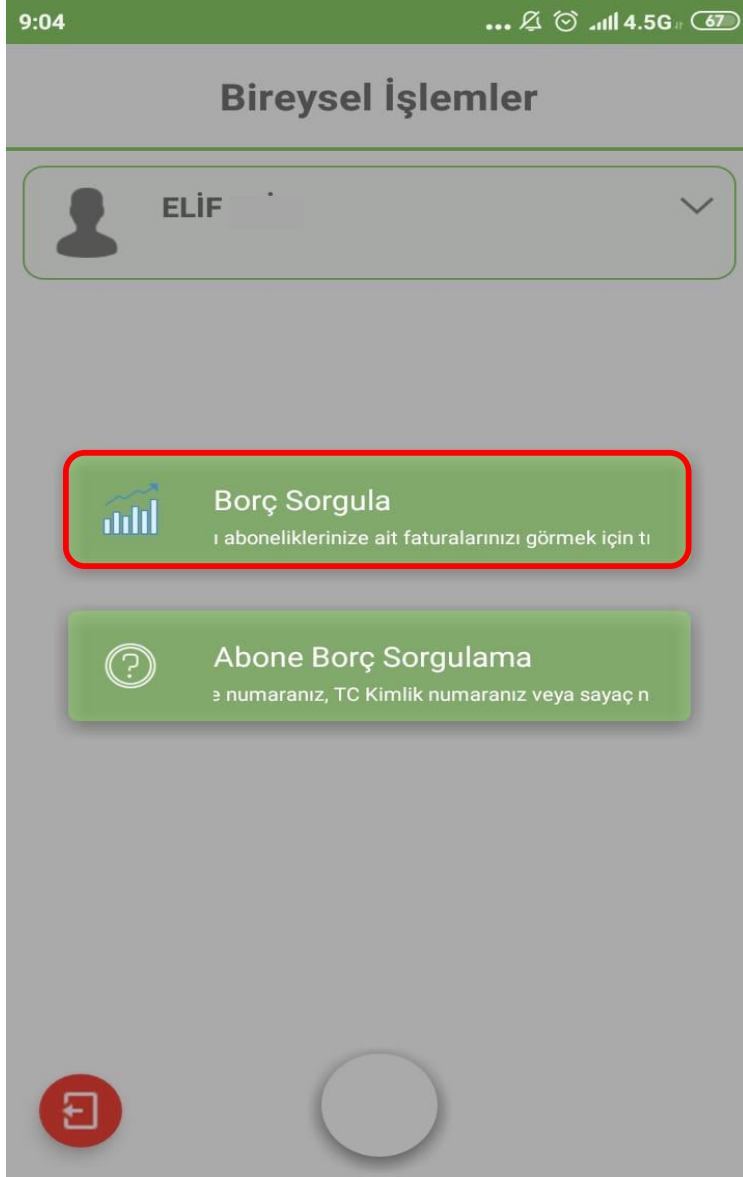 9:04 ... 4.5G 67
Bireysel İşlemler
ELİF
Borç Sorgula
ı aboneliklerinize ait faturalarınızı görmek için tı
Abone Borç Sorgulama
e numaranız, TC Kimlik numaranız veya sayaç n